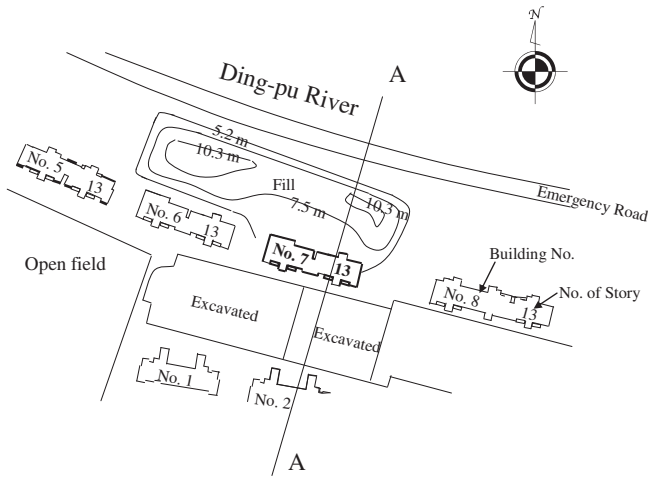 N
A
Ding-pu River
5.2 m
10.3 m
No. 5
13
Fill
10.3 m
7.5 m
Emergency Road
No. 6
13
No. 7
13
Building No.
Open field
No. 8
13
No. of Story
Excavated
Excavated
No. 1
No. 2
A